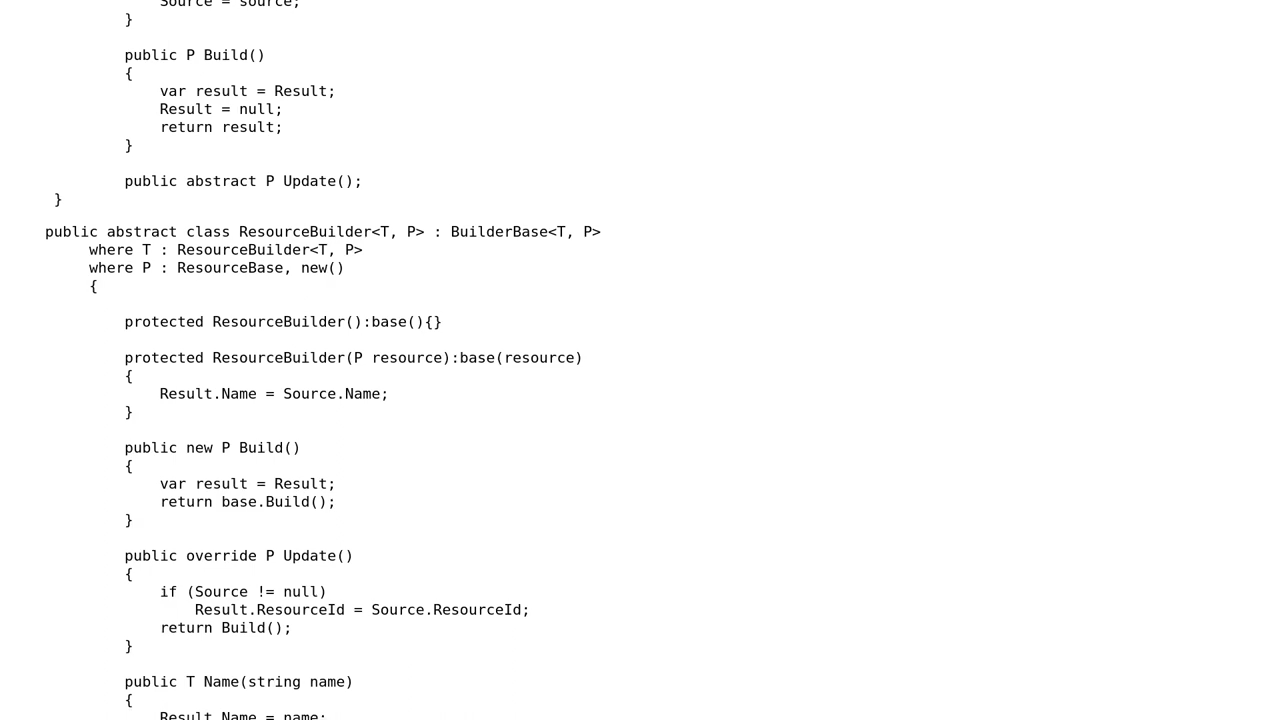 Source = source;
}
public P Build()
{
var result = Result;
Result = null;
return result;
}
public abstract P Update();
}
public abstract class ResourceBuilder<T, P> : BuilderBase<T, P>
where T : ResourceBuilder<T, P>
where P : ResourceBase, new()
{
protected ResourceBuilder():base(){}
protected ResourceBuilder(P resource):base(resource)
{
Result.Name = Source.Name;
}
public new P Build()
{
var result = Result;
return base.Build();
}
public override P Update()
{
if (Source != null)
Result.ResourceId = Source.ResourceId;
return Build();
}
public T Name(string name)
{
Result.Name = name;